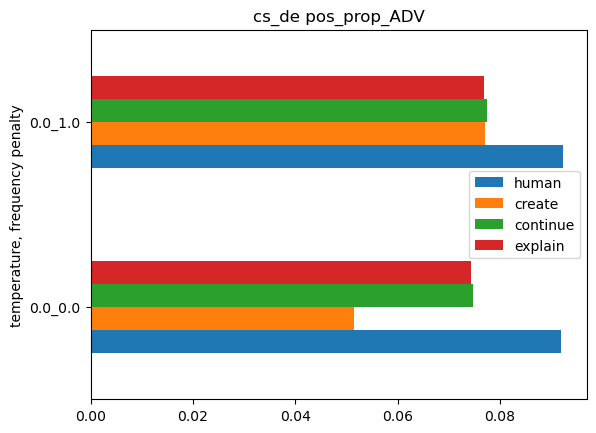 cs_de pos_prop_ADV
temperature, frequency penalty
0.0_1.0
0.0_0.0
human
create
continue
explain
0.00 0.02 0.04 0.06 0.08